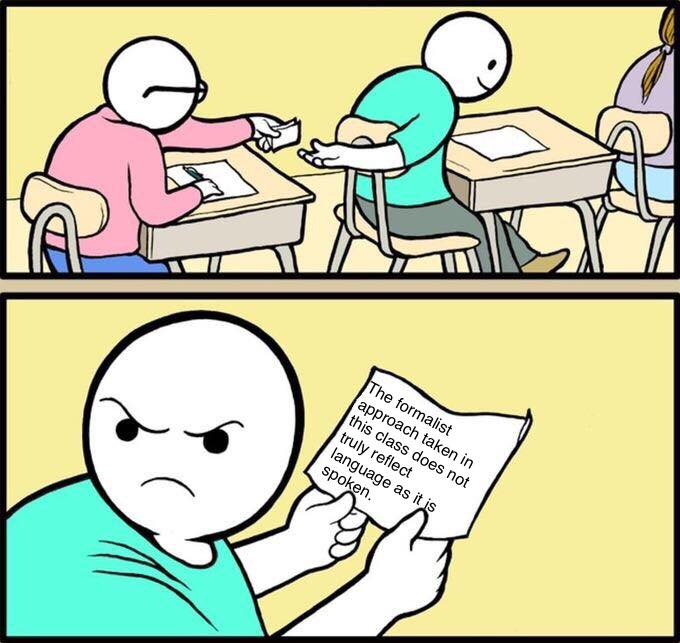 The formalist
approach taken in
this class does not
truly reflect
language as it is
spoken.